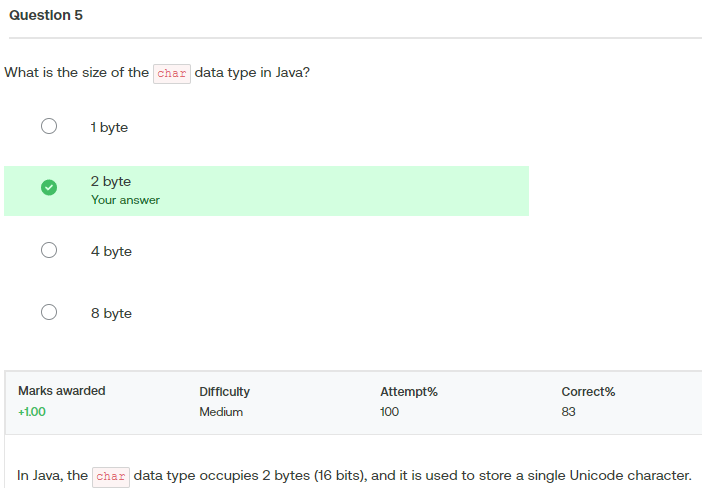 Question 5
What is the size of the char data type in Java?
1 byte
2 byte
Your answer
4 byte
8 byte
Marks awarded Difficulty Attempt% Correct%
+1.00 Medium 100 83
In Java, the char data type occupies 2 bytes (16 bits), and it is used to store a single Unicode character.